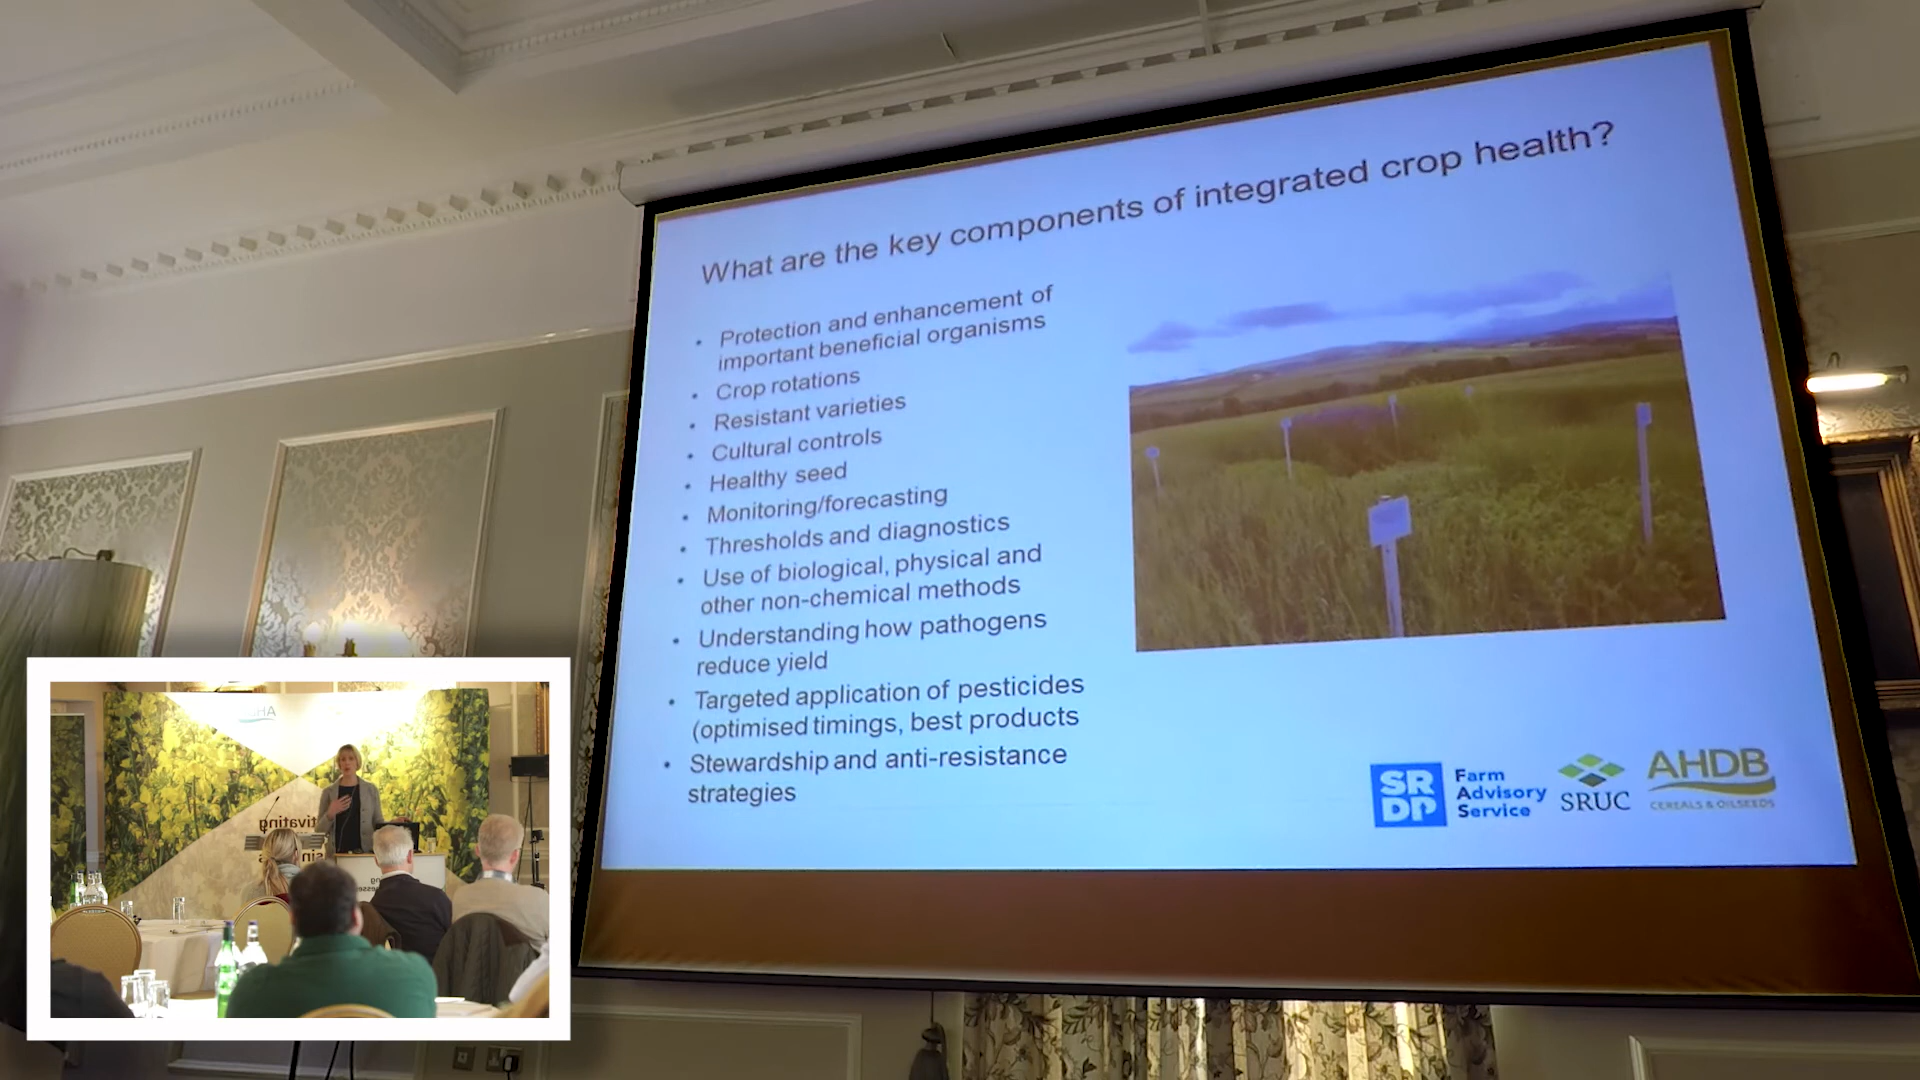 What are the key components of integrated crop health?
• Protection and enhancement of
important beneficial organisms
• Crop rotations
• Resistant varieties
• Cultural controls
• Healthy seed
• Monitoring/forecasting
• Thresholds and diagnostics
• Use of biological, physical and
other non-chemical methods
• Understanding how pathogens
reduce yield
• Targeted application of pesticides
(optimised timings, best products
• Stewardship and anti-resistance
strategies
SR
DP
Farm
Advisory
Service
SRUC
AHDB
CEREALS & OILSEEDS